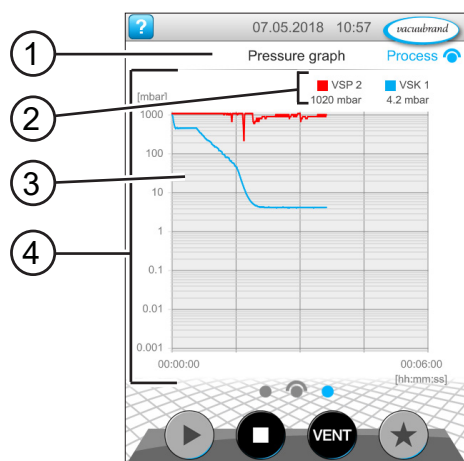 ? 07.05.2018 10:57 vacuubrand
1 Pressure graph Process
2 VSP 2 VSK 1
1020 mbar 4.2 mbar
[mbar]
1000
100
3 10
4 1
0.1
0.01
0.001
00:00:00 00:06:00
[hh:mm:ss]
VENT